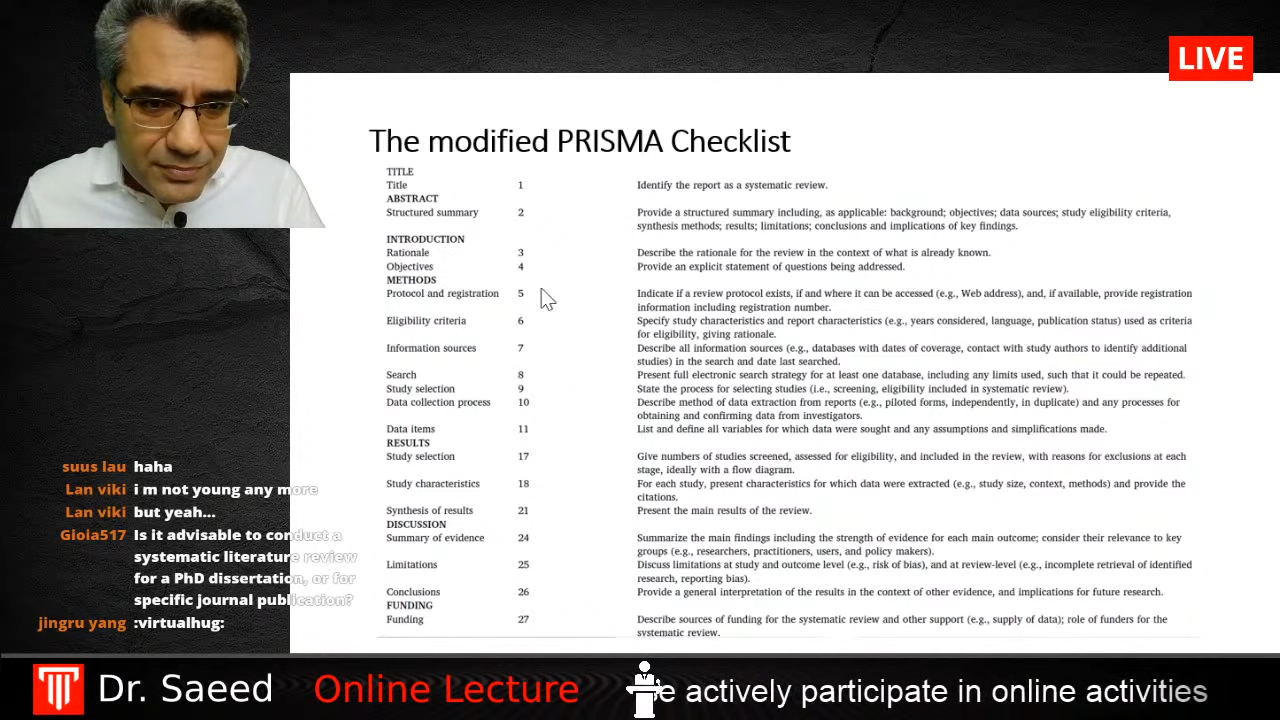 LIVE
The modified PRISMA Checklist
TITLE
Title 1 Identify the report as a systematic review.
ABSTRACT
Structured summary 2 Provide a structured summary including, as applicable: background; objectives; data sources; study eligibility criteria,
synthesis methods; results; limitations; conclusions and implications of key findings.
INTRODUCTION
Rationale 3 Describe the rationale for the review in the context of what is already known.
Objectives 4 Provide an explicit statement of questions being addressed.
METHODS
Protocol and registration 5 Indicate if a review protocol exists, if and where it can be accessed (e.g., Web address), and, if available, provide registration
information including registration number.
Eligibility criteria 6 Specify study characteristics and report characteristics (e.g., years considered, language, publication status) used as criteria
for eligibility, giving rationale.
Information sources 7 Describe all information sources (e.g., databases with dates of coverage, contact with study authors to identify additional
studies) in the search and date last searched.
Search 8 Present full electronic search strategy for at least one database, including any limits used, such that it could be repeated.
Study selection 9 State the process for selecting studies (i.e., screening, eligibility included in systematic review).
Data collection process 10 Describe method of data extraction from reports (e.g., piloted forms, independently, in duplicate) and any processes for
obtaining and confirming data from investigators.
Data items 11 List and define all variables for which data were sought and any assumptions and simplifications made.
RESULTS
Study selection 17 Give numbers of studies screened, assessed for eligibility, and included in the review, with reasons for exclusions at each
stage, ideally with a flow diagram.
Study characteristics 18 For each study, present characteristics for which data were extracted (e.g., study size, context, methods) and provide the
citations.
Synthesis of results 21 Present the main results of the review.
DISCUSSION
Summary of evidence 24 Summarize the main findings including the strength of evidence for each main outcome; consider their relevance to key
groups (e.g., researchers, practitioners, users, and policy makers).
Limitations 25 Discuss limitations at study and outcome level (e.g., risk of bias), and at review-level (e.g., incomplete retrieval of identified
research, reporting bias).
Conclusions 26 Provide a general interpretation of the results in the context of other evidence, and implications for future research.
FUNDING
Funding 27 Describe sources of funding for the systematic review and other support (e.g., supply of data); role of funders for the
systematic review.
suus lau haha
Lan viki i m not young any more
Lan viki but yeah...
Gioia517 Is it advisable to conduct a
systematic literature review
for a PhD dissertation, or for
specific journal publication?
jingru yang :virtualhug:
Dr. Saeed Online Lecture e actively participate in online activities